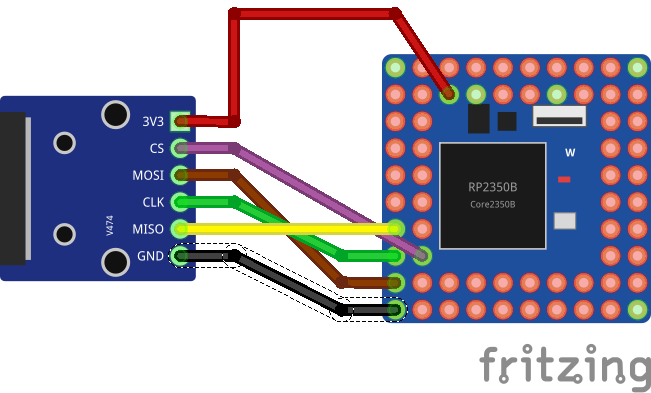 3V3
CS
MOSI
CLK
MISO
GND
V474
W
RP2350B
Core2350B
fritzing